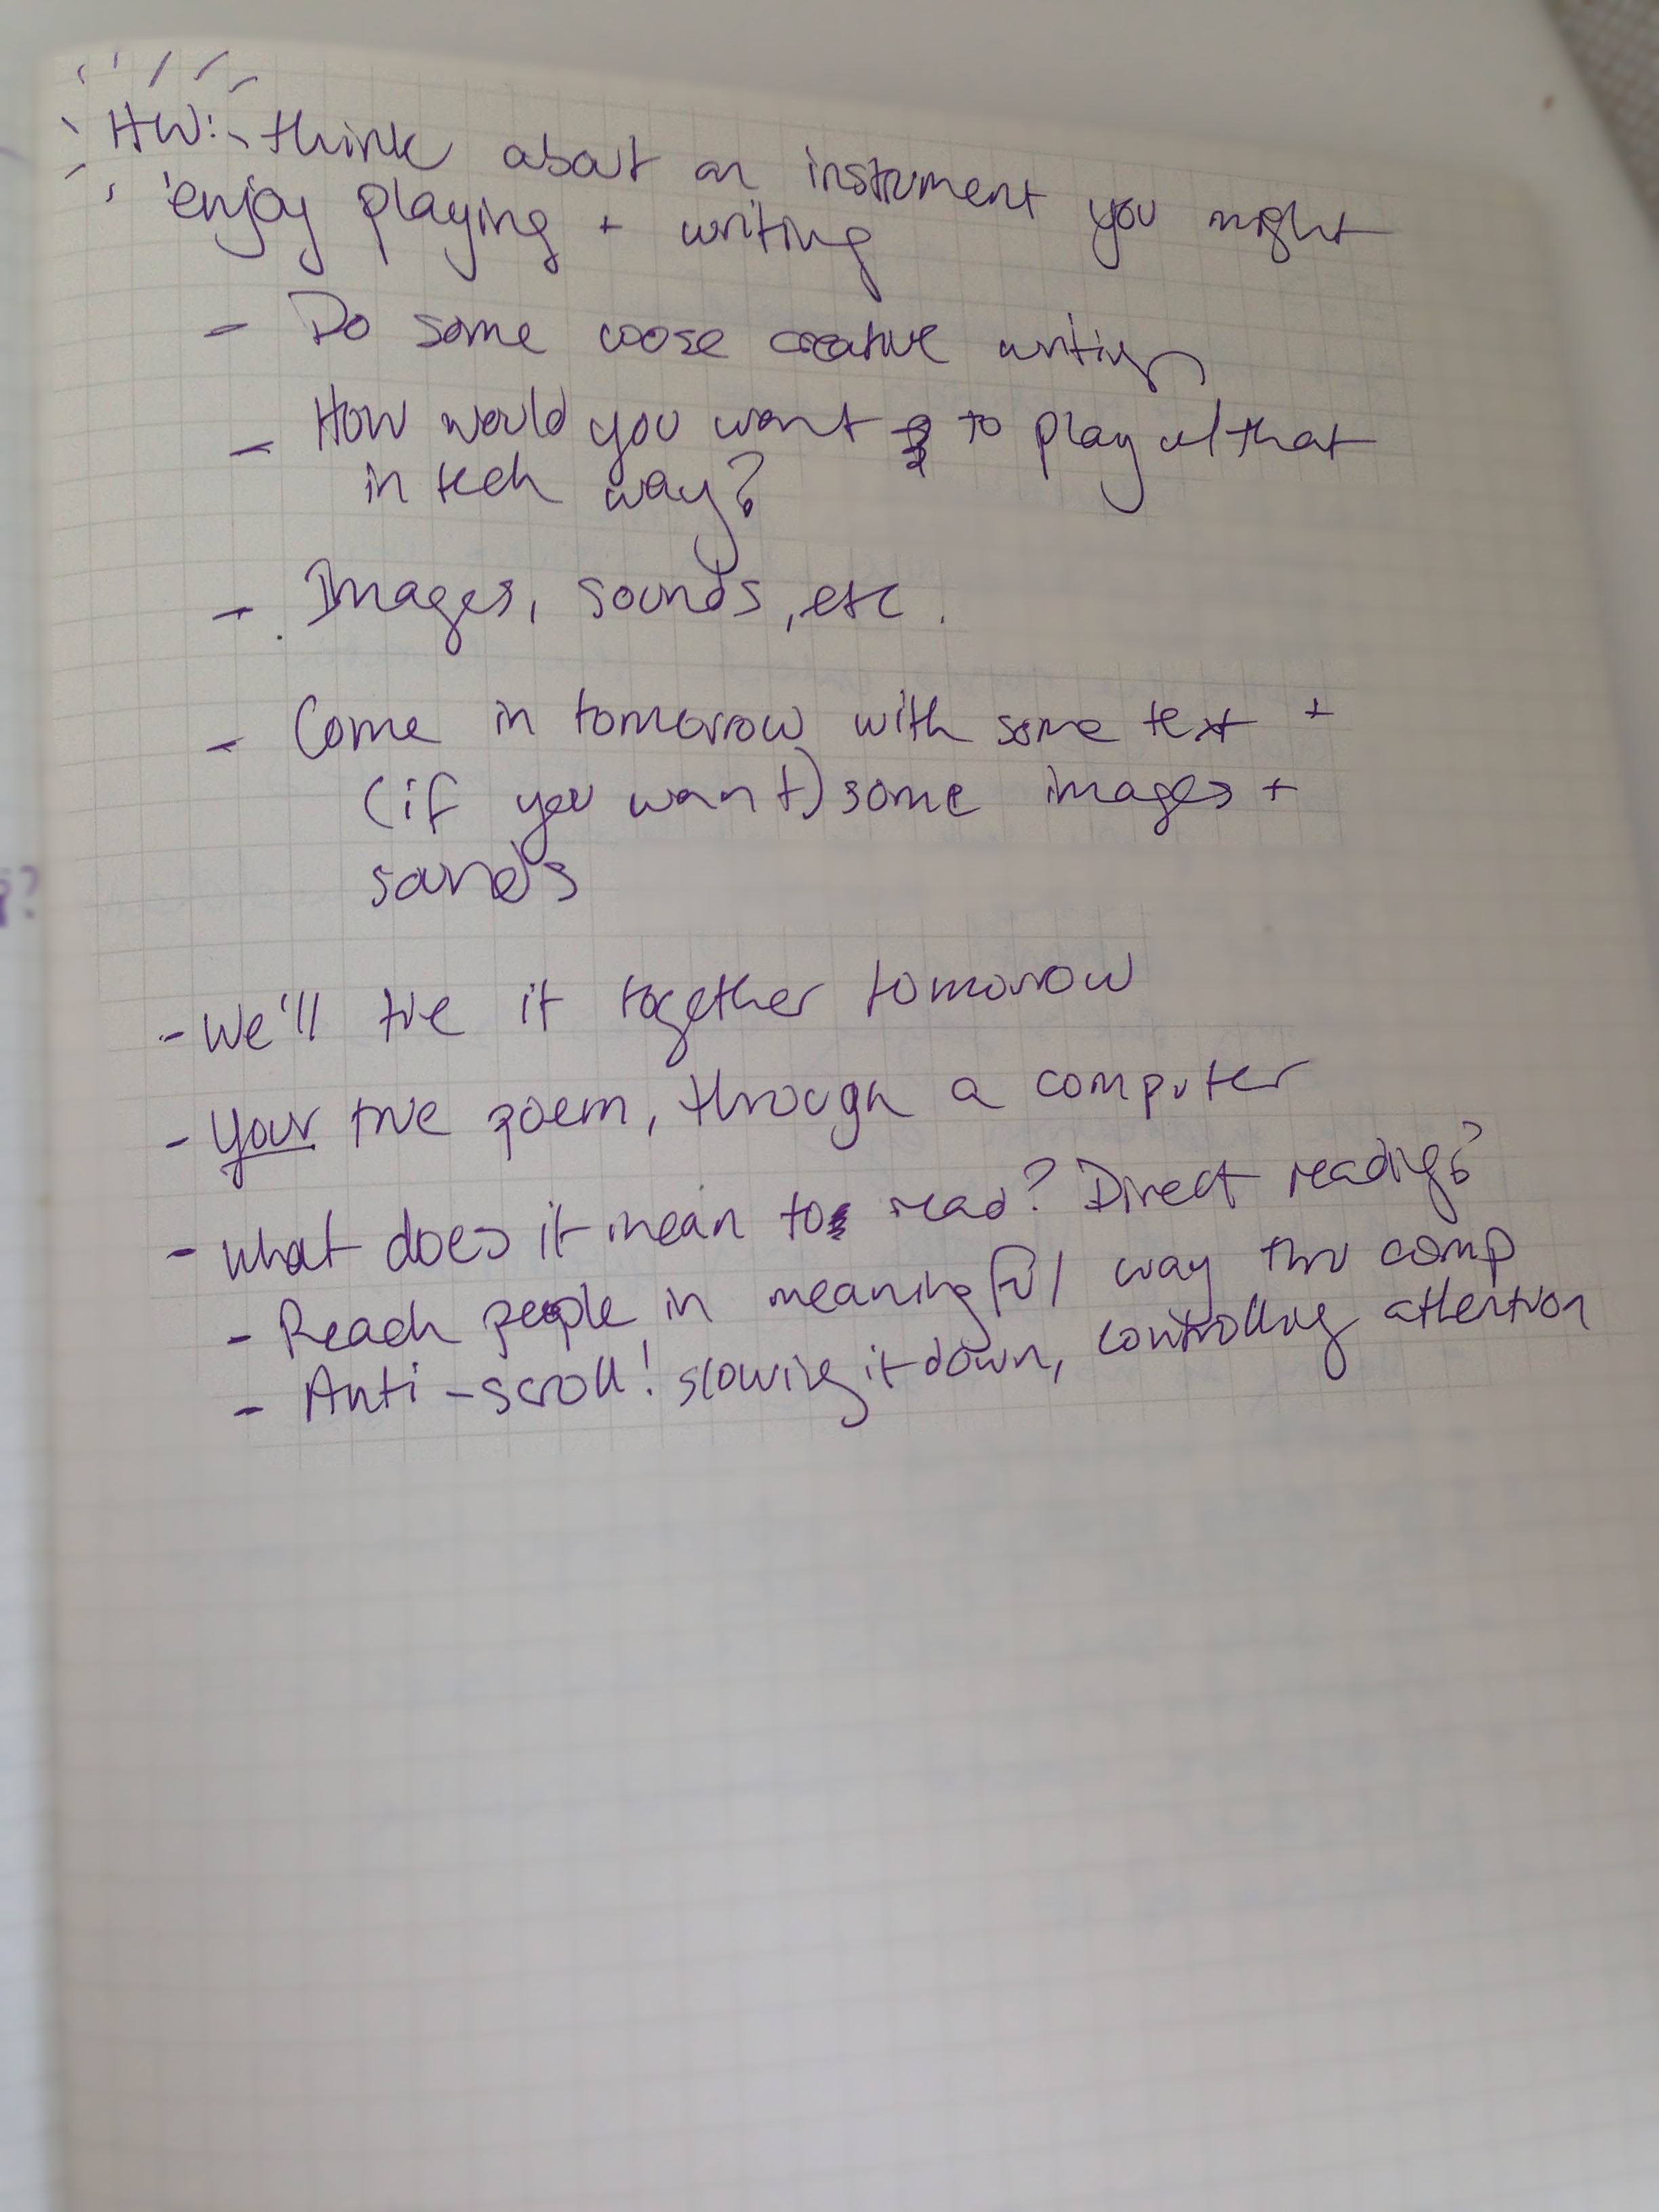 HW: think about an instrument you might
enjoy playing + writing
- Do some loose creative writing
- How would you want to play w/ that
in tech way?
- Images, sounds, etc.
- Come in tomorrow with some text +
(if you want) some images +
sounds
- We'll tie it together tomorrow
- Your true poem, through a computer
- what does it mean to read? Direct reading?
- Reach people in meaningful way thru comp
- Anti-scroll! slowing it down, controlling attention